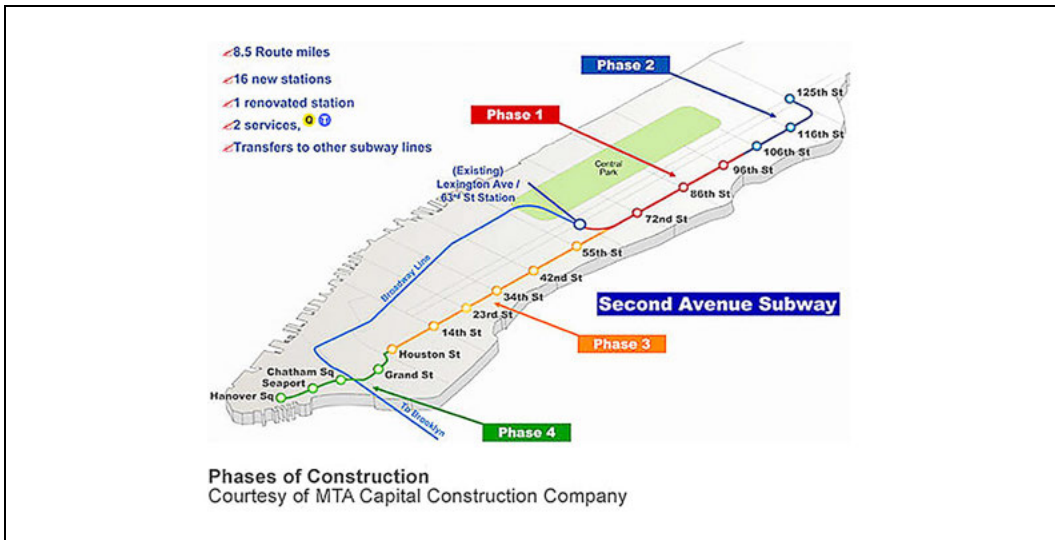 8.5 Route miles
16 new stations
1 renovated station
2 services, Q T
Transfers to other subway lines
Phase 2
Phase 1
125th St
116th St
106th St
96th St
86th St
72nd St
Central
Park
(Existing)
Lexington Ave /
63rd St Station
55th St
42nd St
34th St
23rd St
14th St
Houston St
Grand St
Chatham Sq
Seaport
Hanover Sq
Broadway Line
To Brooklyn
Second Avenue Subway
Phase 3
Phase 4
Phases of Construction
Courtesy of MTA Capital Construction Company